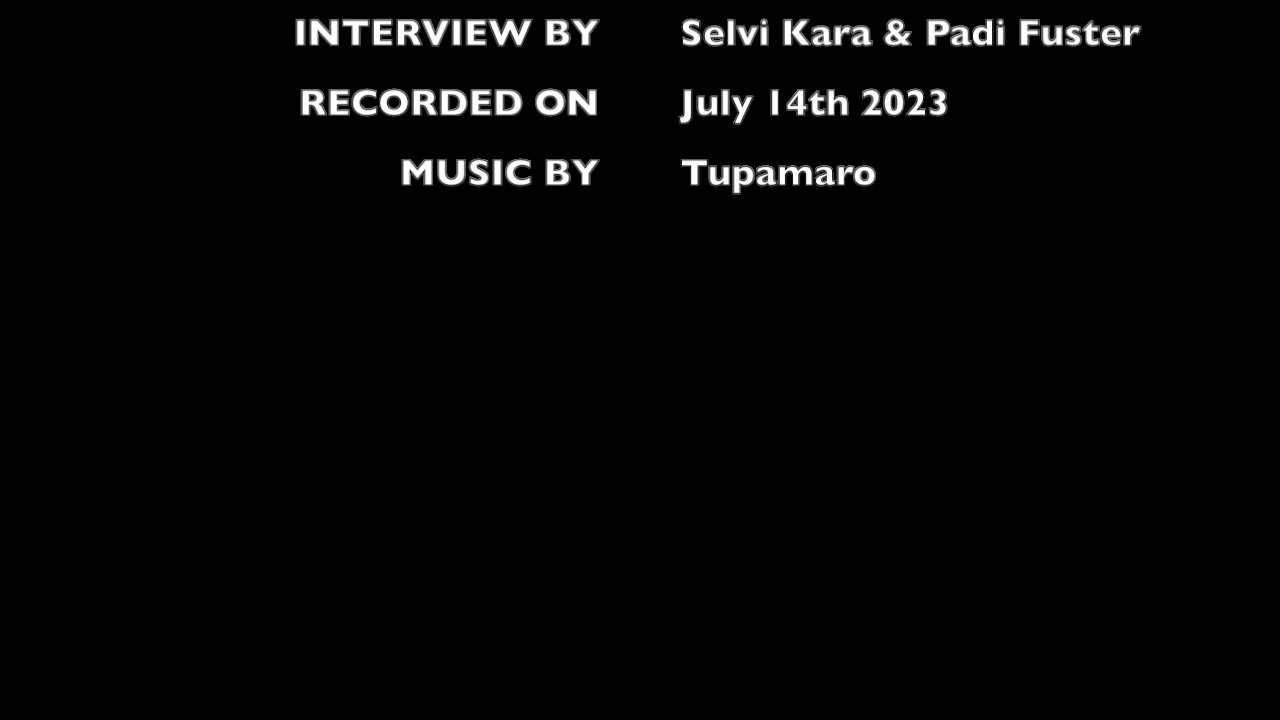 INTERVIEW BY Selvi Kara & Padi Fuster
RECORDED ON July 14th 2023
MUSIC BY Tupamaro